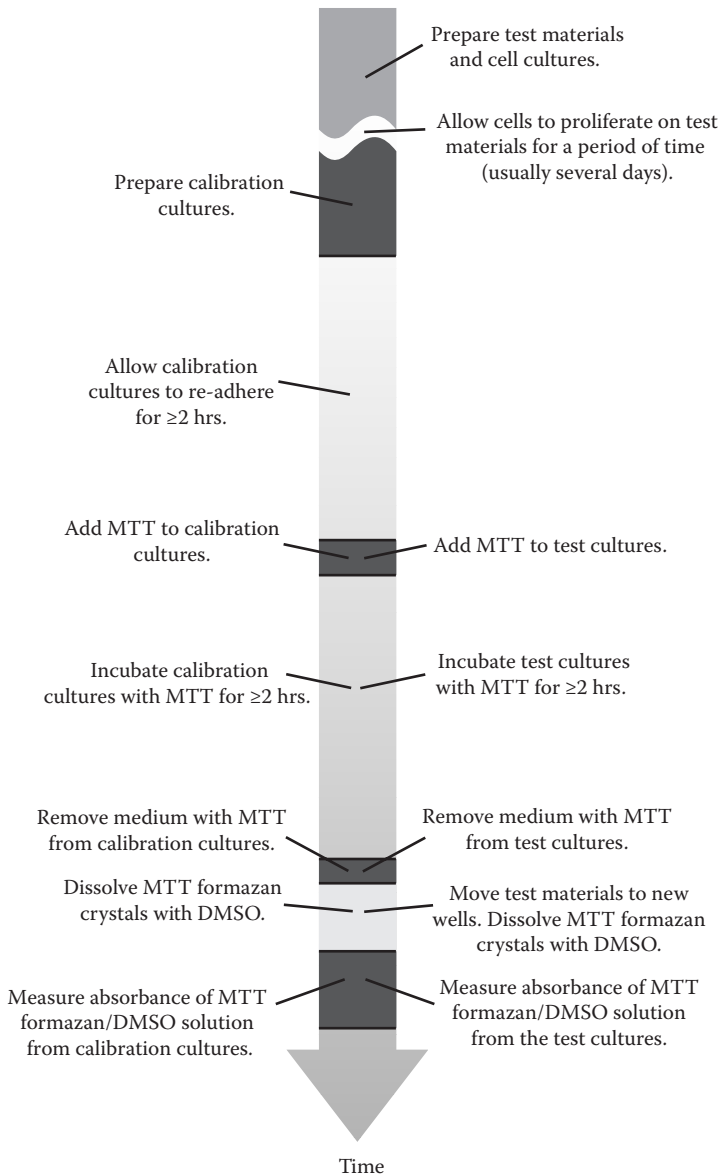 Prepare test materials
and cell cultures.
Allow cells to proliferate on test
materials for a period of time
(usually several days).
Prepare calibration
cultures.
Allow calibration
cultures to re-adhere
for ≥2 hrs.
Add MTT to calibration
cultures.
Add MTT to test cultures.
Incubate calibration
cultures with MTT for ≥2 hrs.
Incubate test cultures
with MTT for ≥2 hrs.
Remove medium with MTT
from calibration cultures.
Remove medium with MTT
from test cultures.
Dissolve MTT formazan
crystals with DMSO.
Move test materials to new
wells. Dissolve MTT formazan
crystals with DMSO.
Measure absorbance of MTT
formazan/DMSO solution
from calibration cultures.
Measure absorbance of MTT
formazan/DMSO solution
from the test cultures.
Time